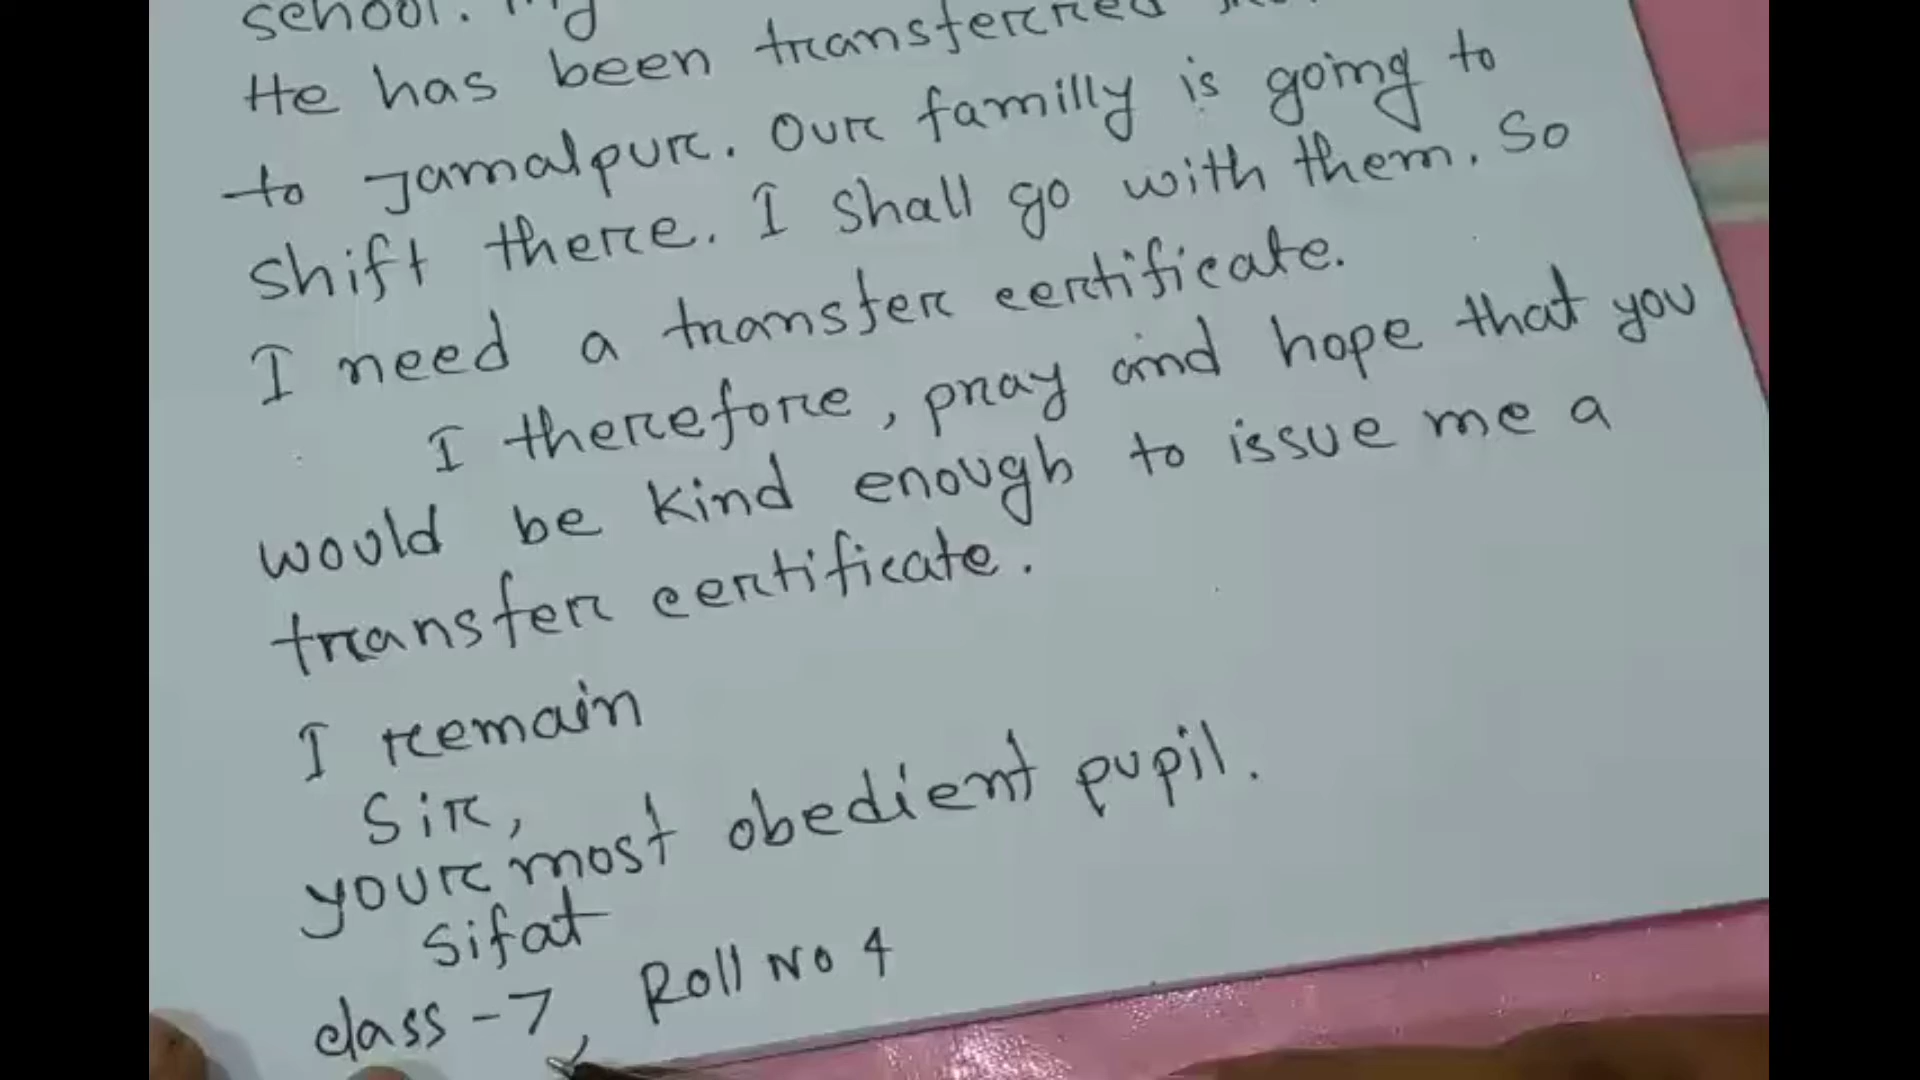 school. My
He has been transferred
to Jamalpur. Our familly is going to
shift there. I shall go with them. So
I need a transfer certificate.
I therefore, pray and hope that you
would be kind enough to issue me a
transfer certificate.
I remain
Sir,
your most obedient pupil.
Sifat
class - 7, Roll No 4